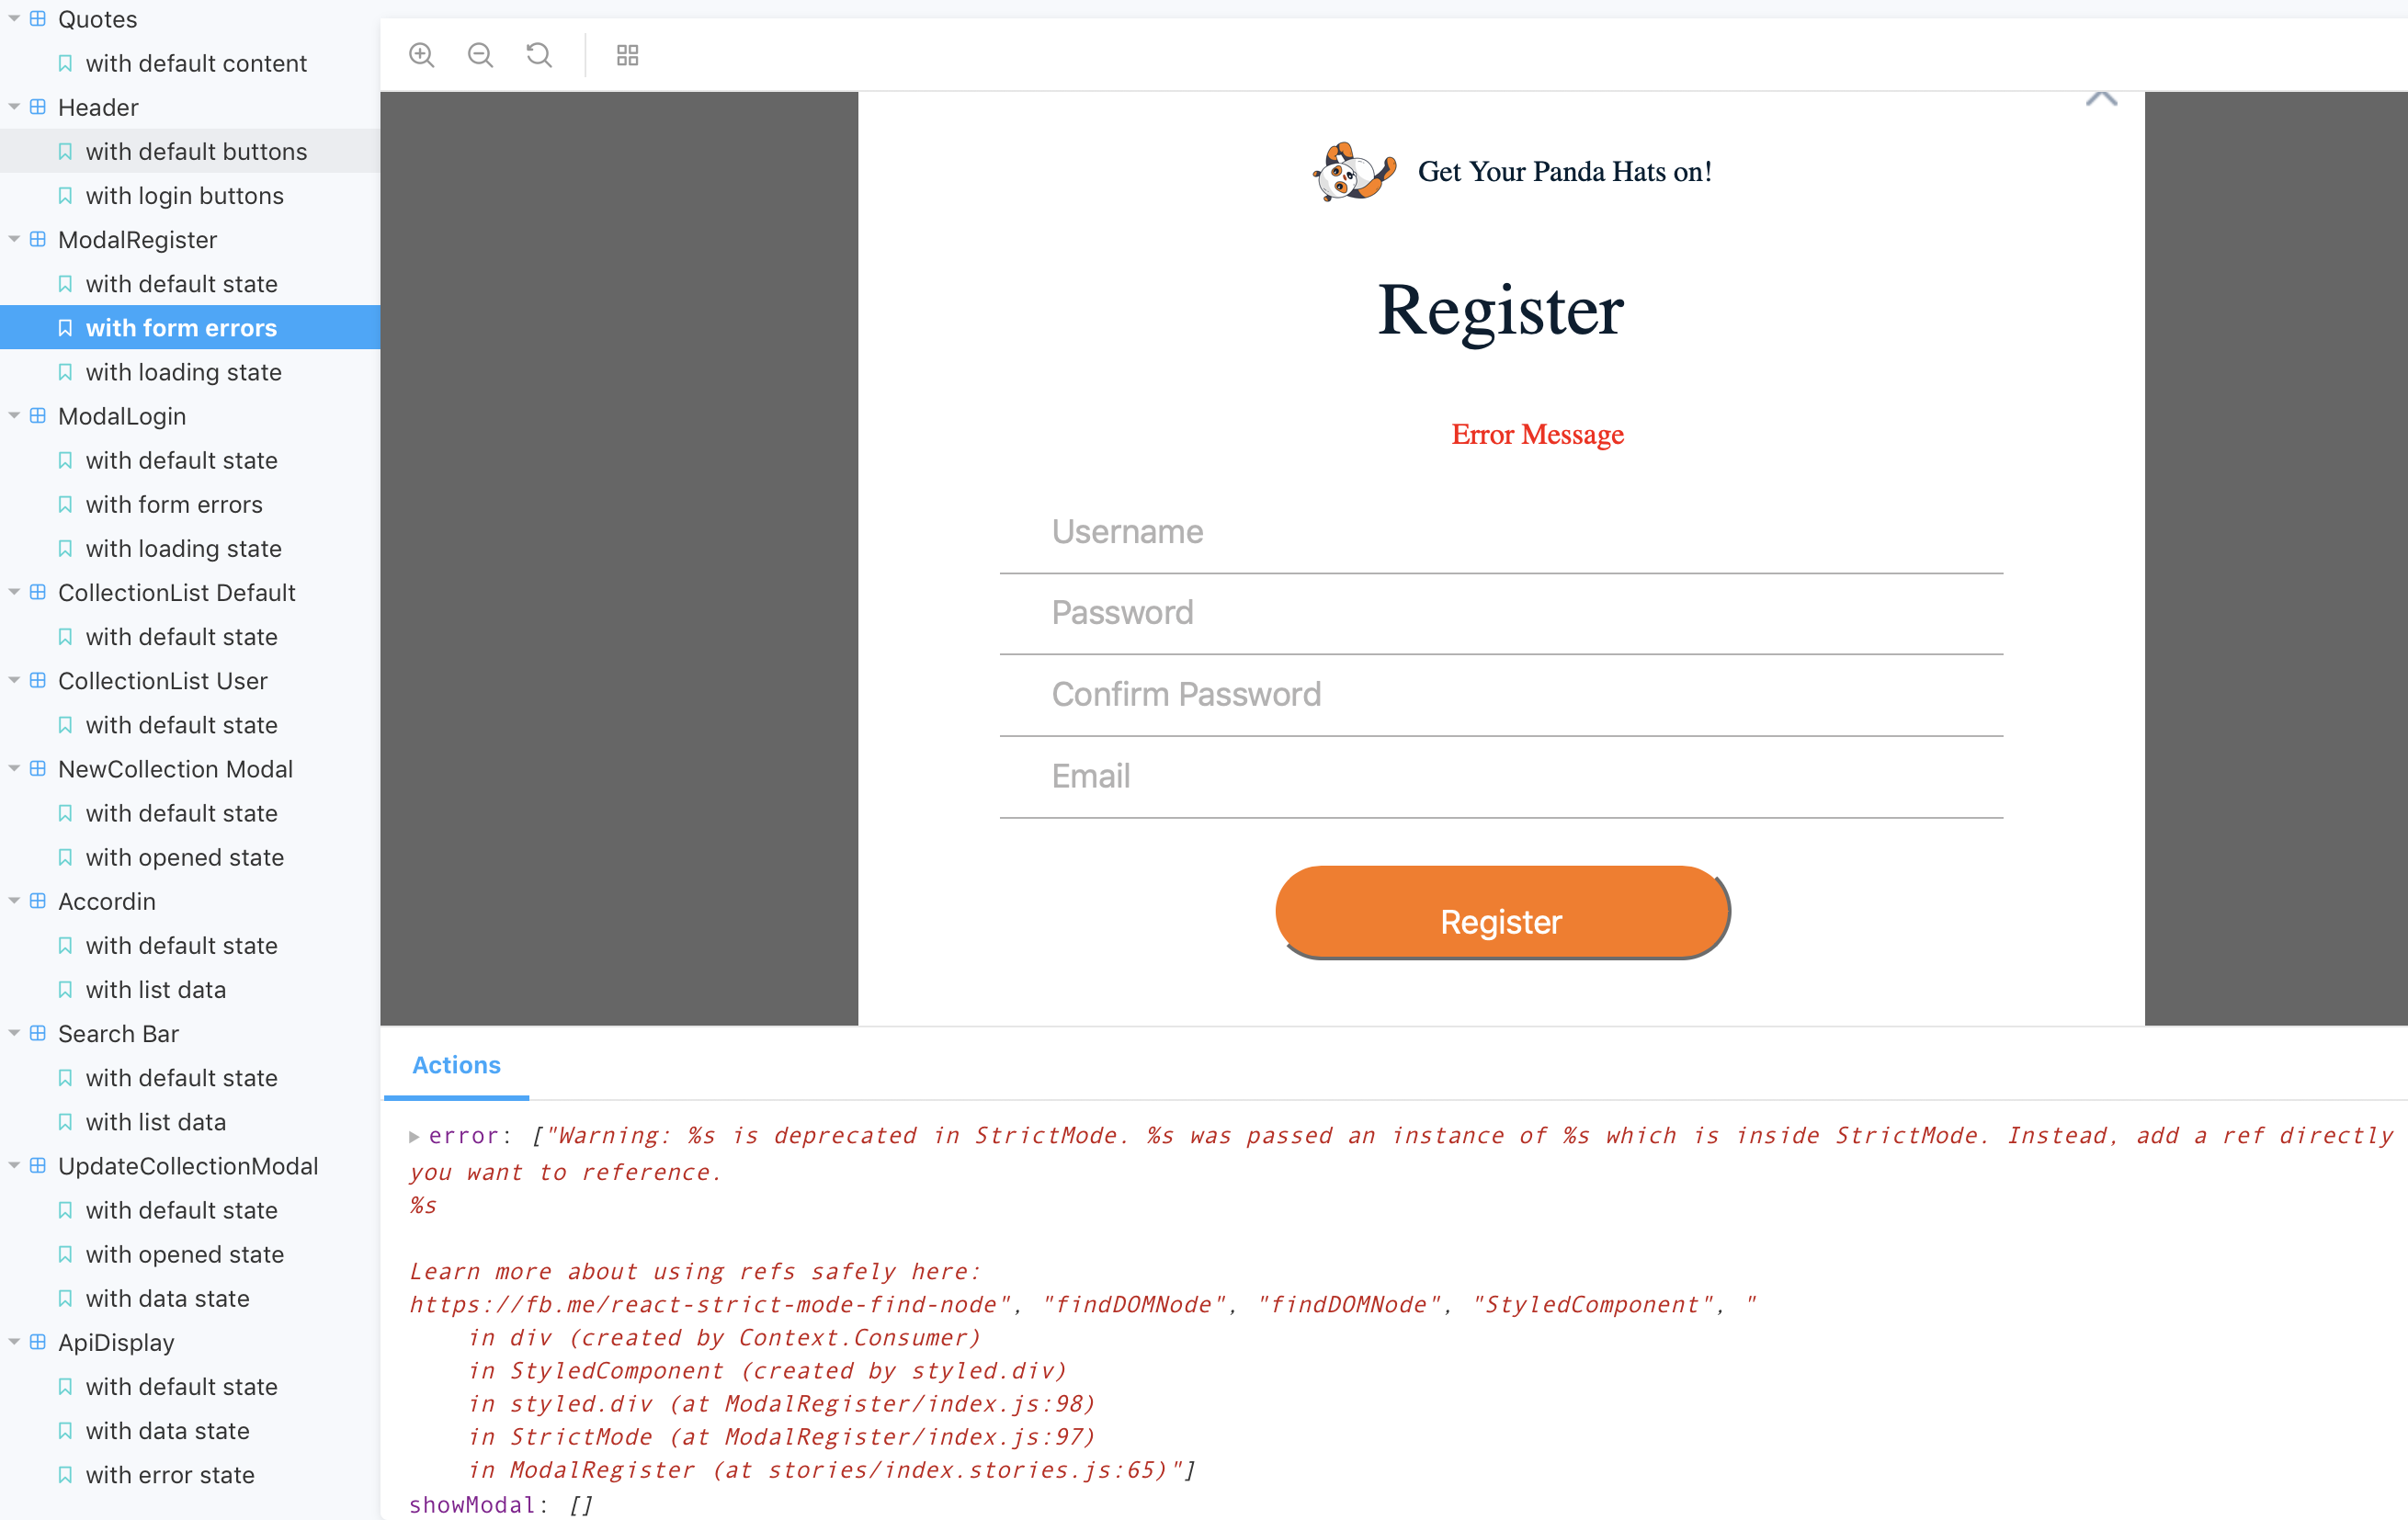 Quotes
with default content
Header
with default buttons
with login buttons
ModalRegister
with default state
with form errors
with loading state
ModalLogin
with default state
with form errors
with loading state
CollectionList Default
with default state
CollectionList User
with default state
NewCollection Modal
with default state
with opened state
Accordin
with default state
with list data
Search Bar
with default state
with list data
UpdateCollectionModal
with default state
with opened state
with data state
ApiDisplay
with default state
with data state
with error state
Get Your Panda Hats on!
Register
Error Message
Username
Password
Confirm Password
Email
Register
Actions
error: ["Warning: %s is deprecated in StrictMode. %s was passed an instance of %s which is inside StrictMode. Instead, add a ref directly
you want to reference.
%s
Learn more about using refs safely here:
https://fb.me/react-strict-mode-find-node", "findDOMNode", "findDOMNode", "StyledComponent", "
in div (created by Context.Consumer)
in StyledComponent (created by styled.div)
in styled.div (at ModalRegister/index.js:98)
in StrictMode (at ModalRegister/index.js:97)
in ModalRegister (at stories/index.stories.js:65)"]
showModal: []